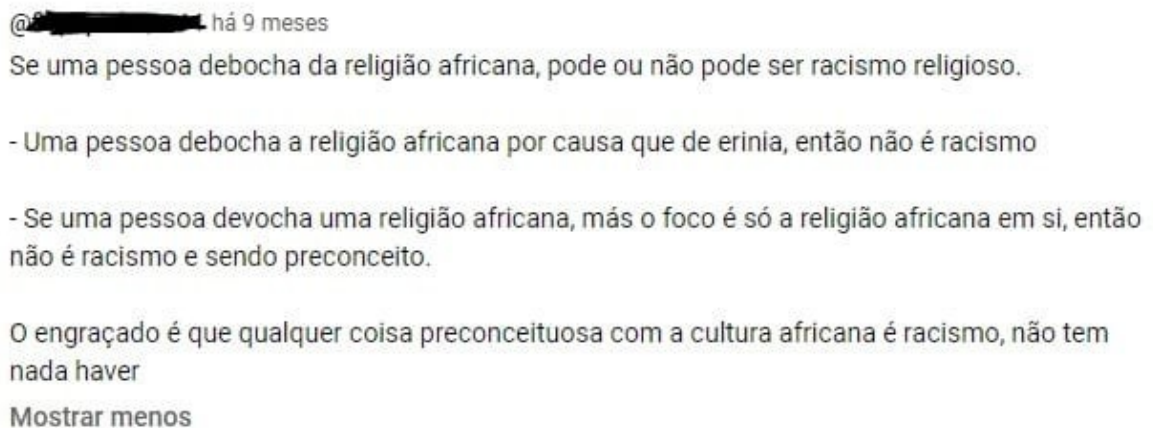 @ há 9 meses
Se uma pessoa debocha da religião africana, pode ou não pode ser racismo religioso.
- Uma pessoa debocha a religião africana por causa que de erinia, então não é racismo
- Se uma pessoa devocha uma religião africana, más o foco é só a religião africana em si, então
não é racismo e sendo preconceito.
O engraçado é que qualquer coisa preconceituosa com a cultura africana é racismo, não tem
nada haver
Mostrar menos